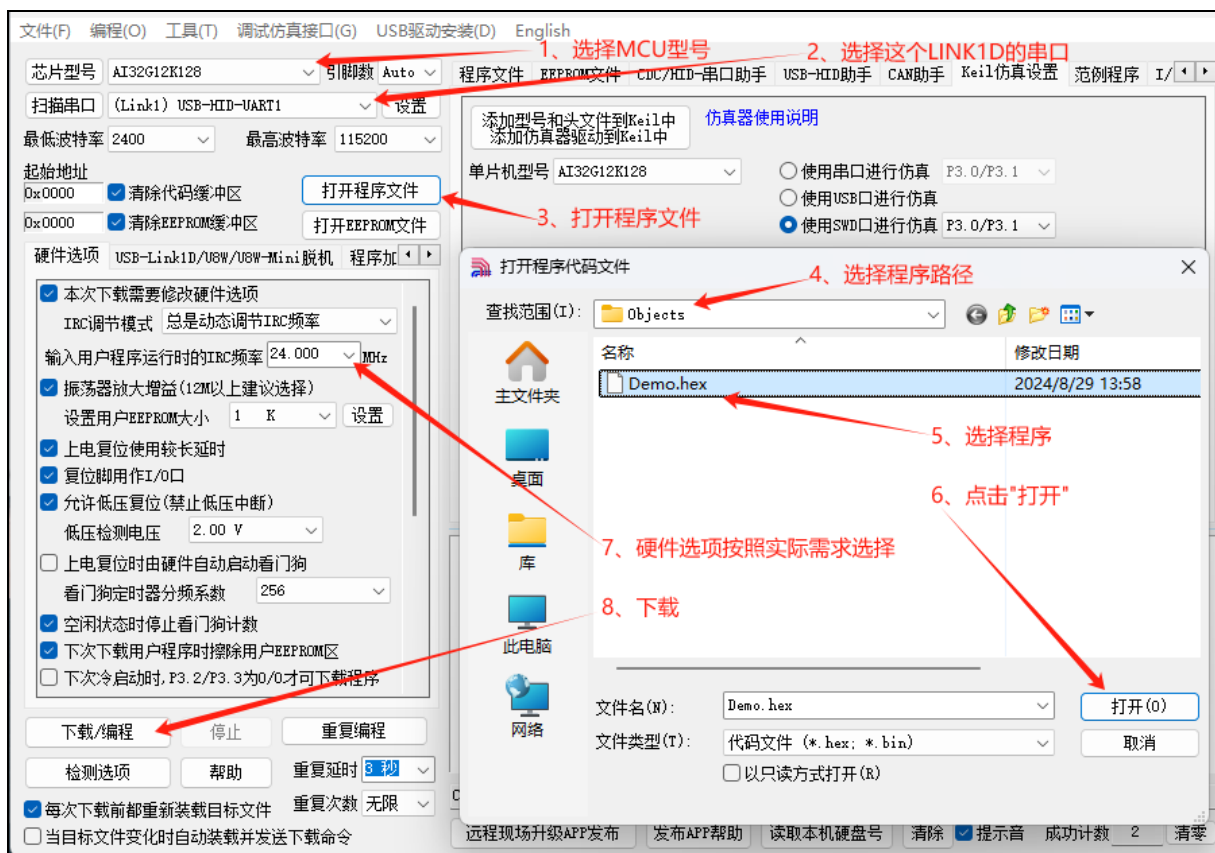 文件(F) 编程(O) 工具(T) 调试仿真接口(G) USB驱动安装(D) English
1、选择MCU型号
2、选择这个LINK1D的串口
芯片型号 AI32G12K128 引脚数 Auto
程序文件 EEPROM文件 CDC/HID-串口助手 USB-HID助手 CAN助手 Keil仿真设置 范例程序 I/
扫描串口 (Link1) USB-HID-UART1 设置
添加型号和头文件到Keil中
添加仿真器驱动到Keil中
仿真器使用说明
最低波特率 2400 最高波特率 115200
单片机型号 AI32G12K128
使用串口进行仿真 P3.0/P3.1
使用USB口进行仿真
使用SWD口进行仿真 P3.0/P3.1
起始地址
0x0000 清除代码缓冲区 打开程序文件
0x0000 清除EEPROM缓冲区 打开EEPROM文件
3、打开程序文件
硬件选项 USB-Link1D/U8W/U8W-Mini脱机 程序加
本次下载需要修改硬件选项
IRC调节模式 总是动态调节IRC频率
输入用户程序运行时的IRC频率 24.000 MHz
振荡器放大增益(12M以上建议选择)
设置用户EEPROM大小 1 K 设置
上电复位使用较长延时
复位脚用作I/O口
允许低压复位(禁止低压中断)
低压检测电压 2.00 V
上电复位时由硬件自动启动看门狗
看门狗定时器分频系数 256
空闲状态时停止看门狗计数
下次下载用户程序时擦除用户EEPROM区
下次冷启动时,P3.2/P3.3为0/0才可下载程序
打开程序代码文件
4、选择程序路径
查找范围(I): Objects
名称 修改日期
Demo.hex 2024/8/29 13:58
主文件夹
桌面
库
此电脑
网络
5、选择程序
6、点击"打开"
7、硬件选项按照实际需求选择
8、下载
文件名(N): Demo.hex 打开(O)
文件类型(T): 代码文件 (*.hex; *.bin) 取消
以只读方式打开(R)
下载/编程 停止 重复编程
检测选项 帮助 重复延时 3 秒
每次下载前都重新装载目标文件 重复次数 无限
当目标文件变化时自动装载并发送下载命令
远程现场升级APP发布 发布APP帮助 读取本机硬盘号 清除 提示音 成功计数 2 清零